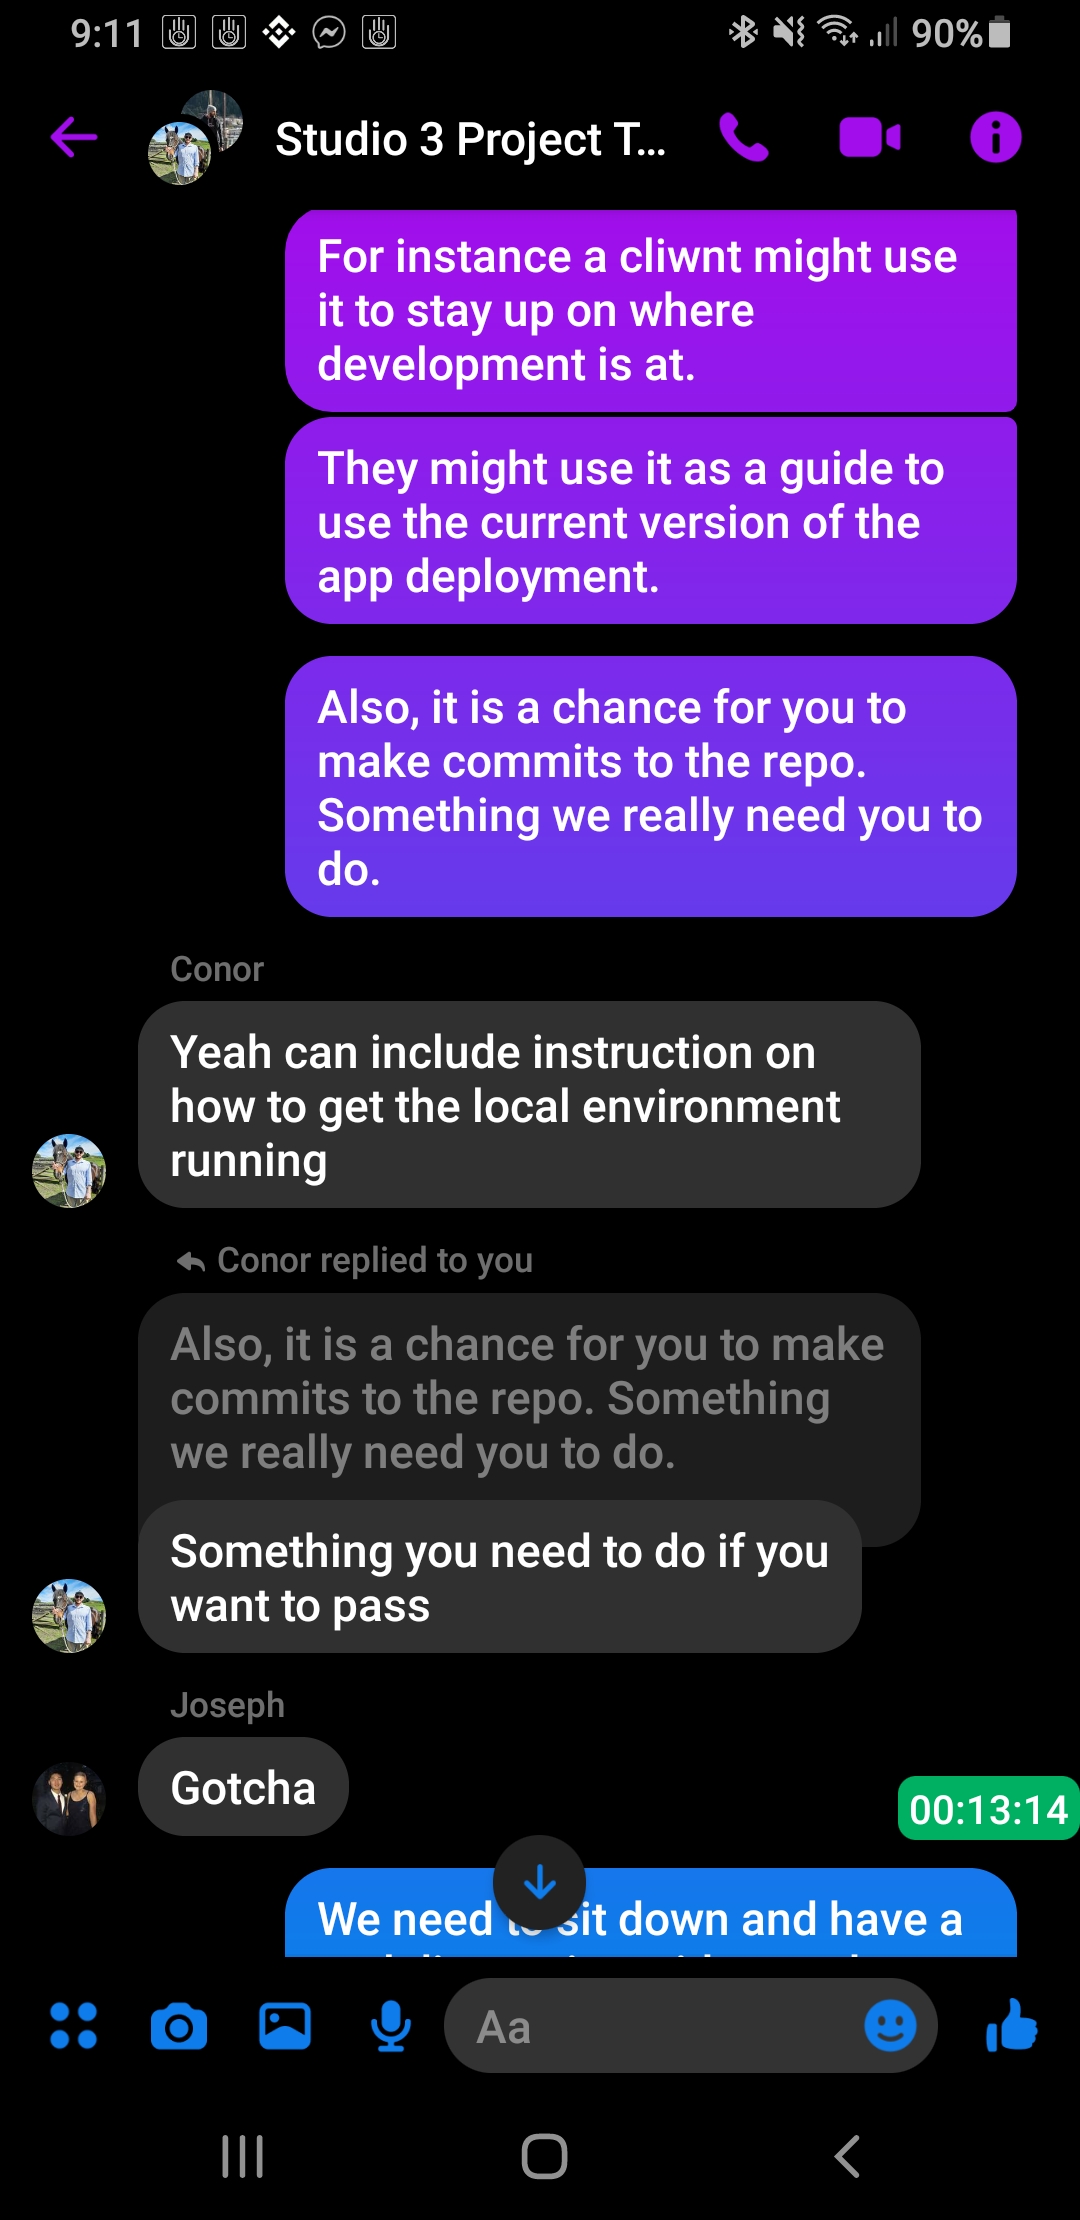 9:11
90%
Studio 3 Project T...
For instance a cliwnt might use
it to stay up on where
development is at.
They might use it as a guide to
use the current version of the
app deployment.
Also, it is a chance for you to
make commits to the repo.
Something we really need you to
do.
Conor
Yeah can include instruction on
how to get the local environment
running
Conor replied to you
Also, it is a chance for you to make
commits to the repo. Something
we really need you to do.
Something you need to do if you
want to pass
Joseph
Gotcha
00:13:14
We need to sit down and have a
Aa